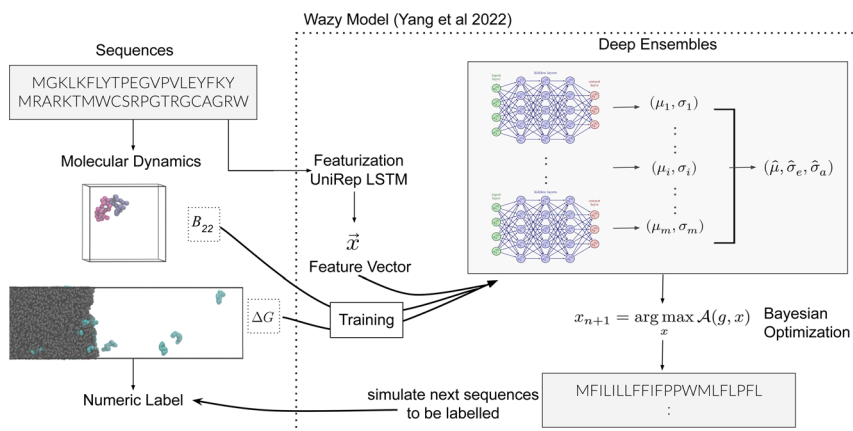 Wazy Model (Yang et al 2022)
Sequences
MGKLKFLYTPEGVPVLEYFKY
MRARKTMWCSRPGTRGCAGRW
Molecular Dynamics
B22
ΔG
Numeric Label
Featurization
UniRep LSTM
x⃗
Feature Vector
Training
Deep Ensembles
(μ1, σ1)
⋮
(μi, σi)
⋮
(μm, σm)
(μ̂, σ̂e, σ̂a)
xn+1 = arg max A(g, x)
x
Bayesian
Optimization
MFILILLFFIFPPWMLFLPFL
:
simulate next sequences
to be labelled